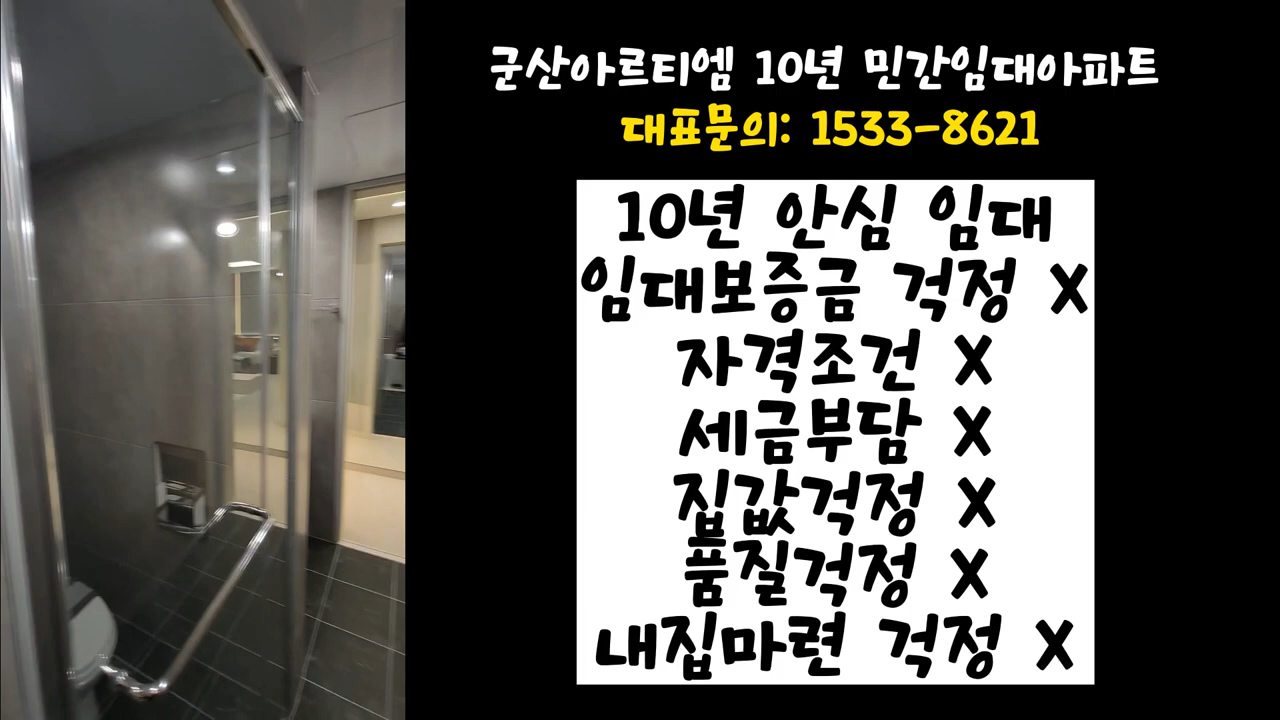 군산아르티엠 10년 민간임대아파트
대표문의: 1533-8621
10년 안심 임대
임대보증금 걱정 X
자격조건 X
세금부담 X
집값걱정 X
품질걱정 X
내집마련 걱정 X